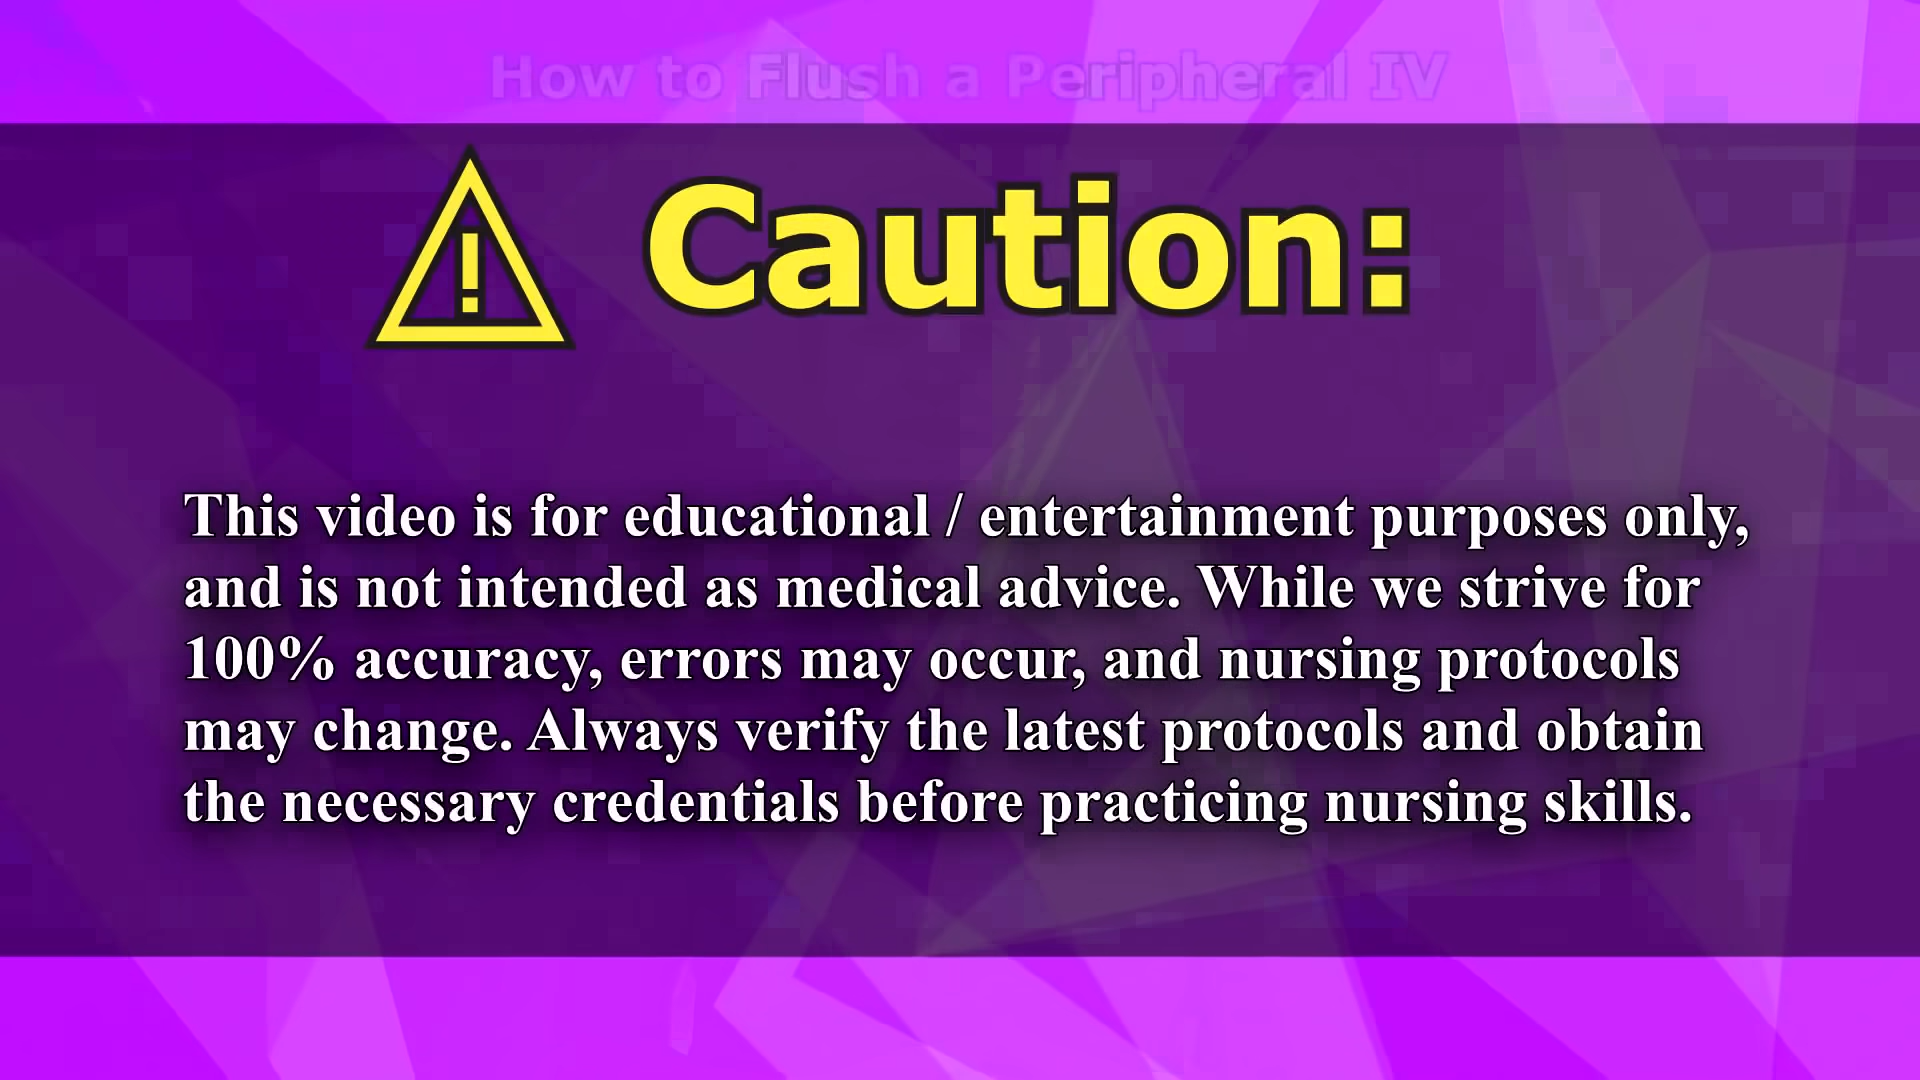 How to Flush a Peripheral IV
Caution:
This video is for educational / entertainment purposes only,
and is not intended as medical advice. While we strive for
100% accuracy, errors may occur, and nursing protocols
may change. Always verify the latest protocols and obtain
the necessary credentials before practicing nursing skills.